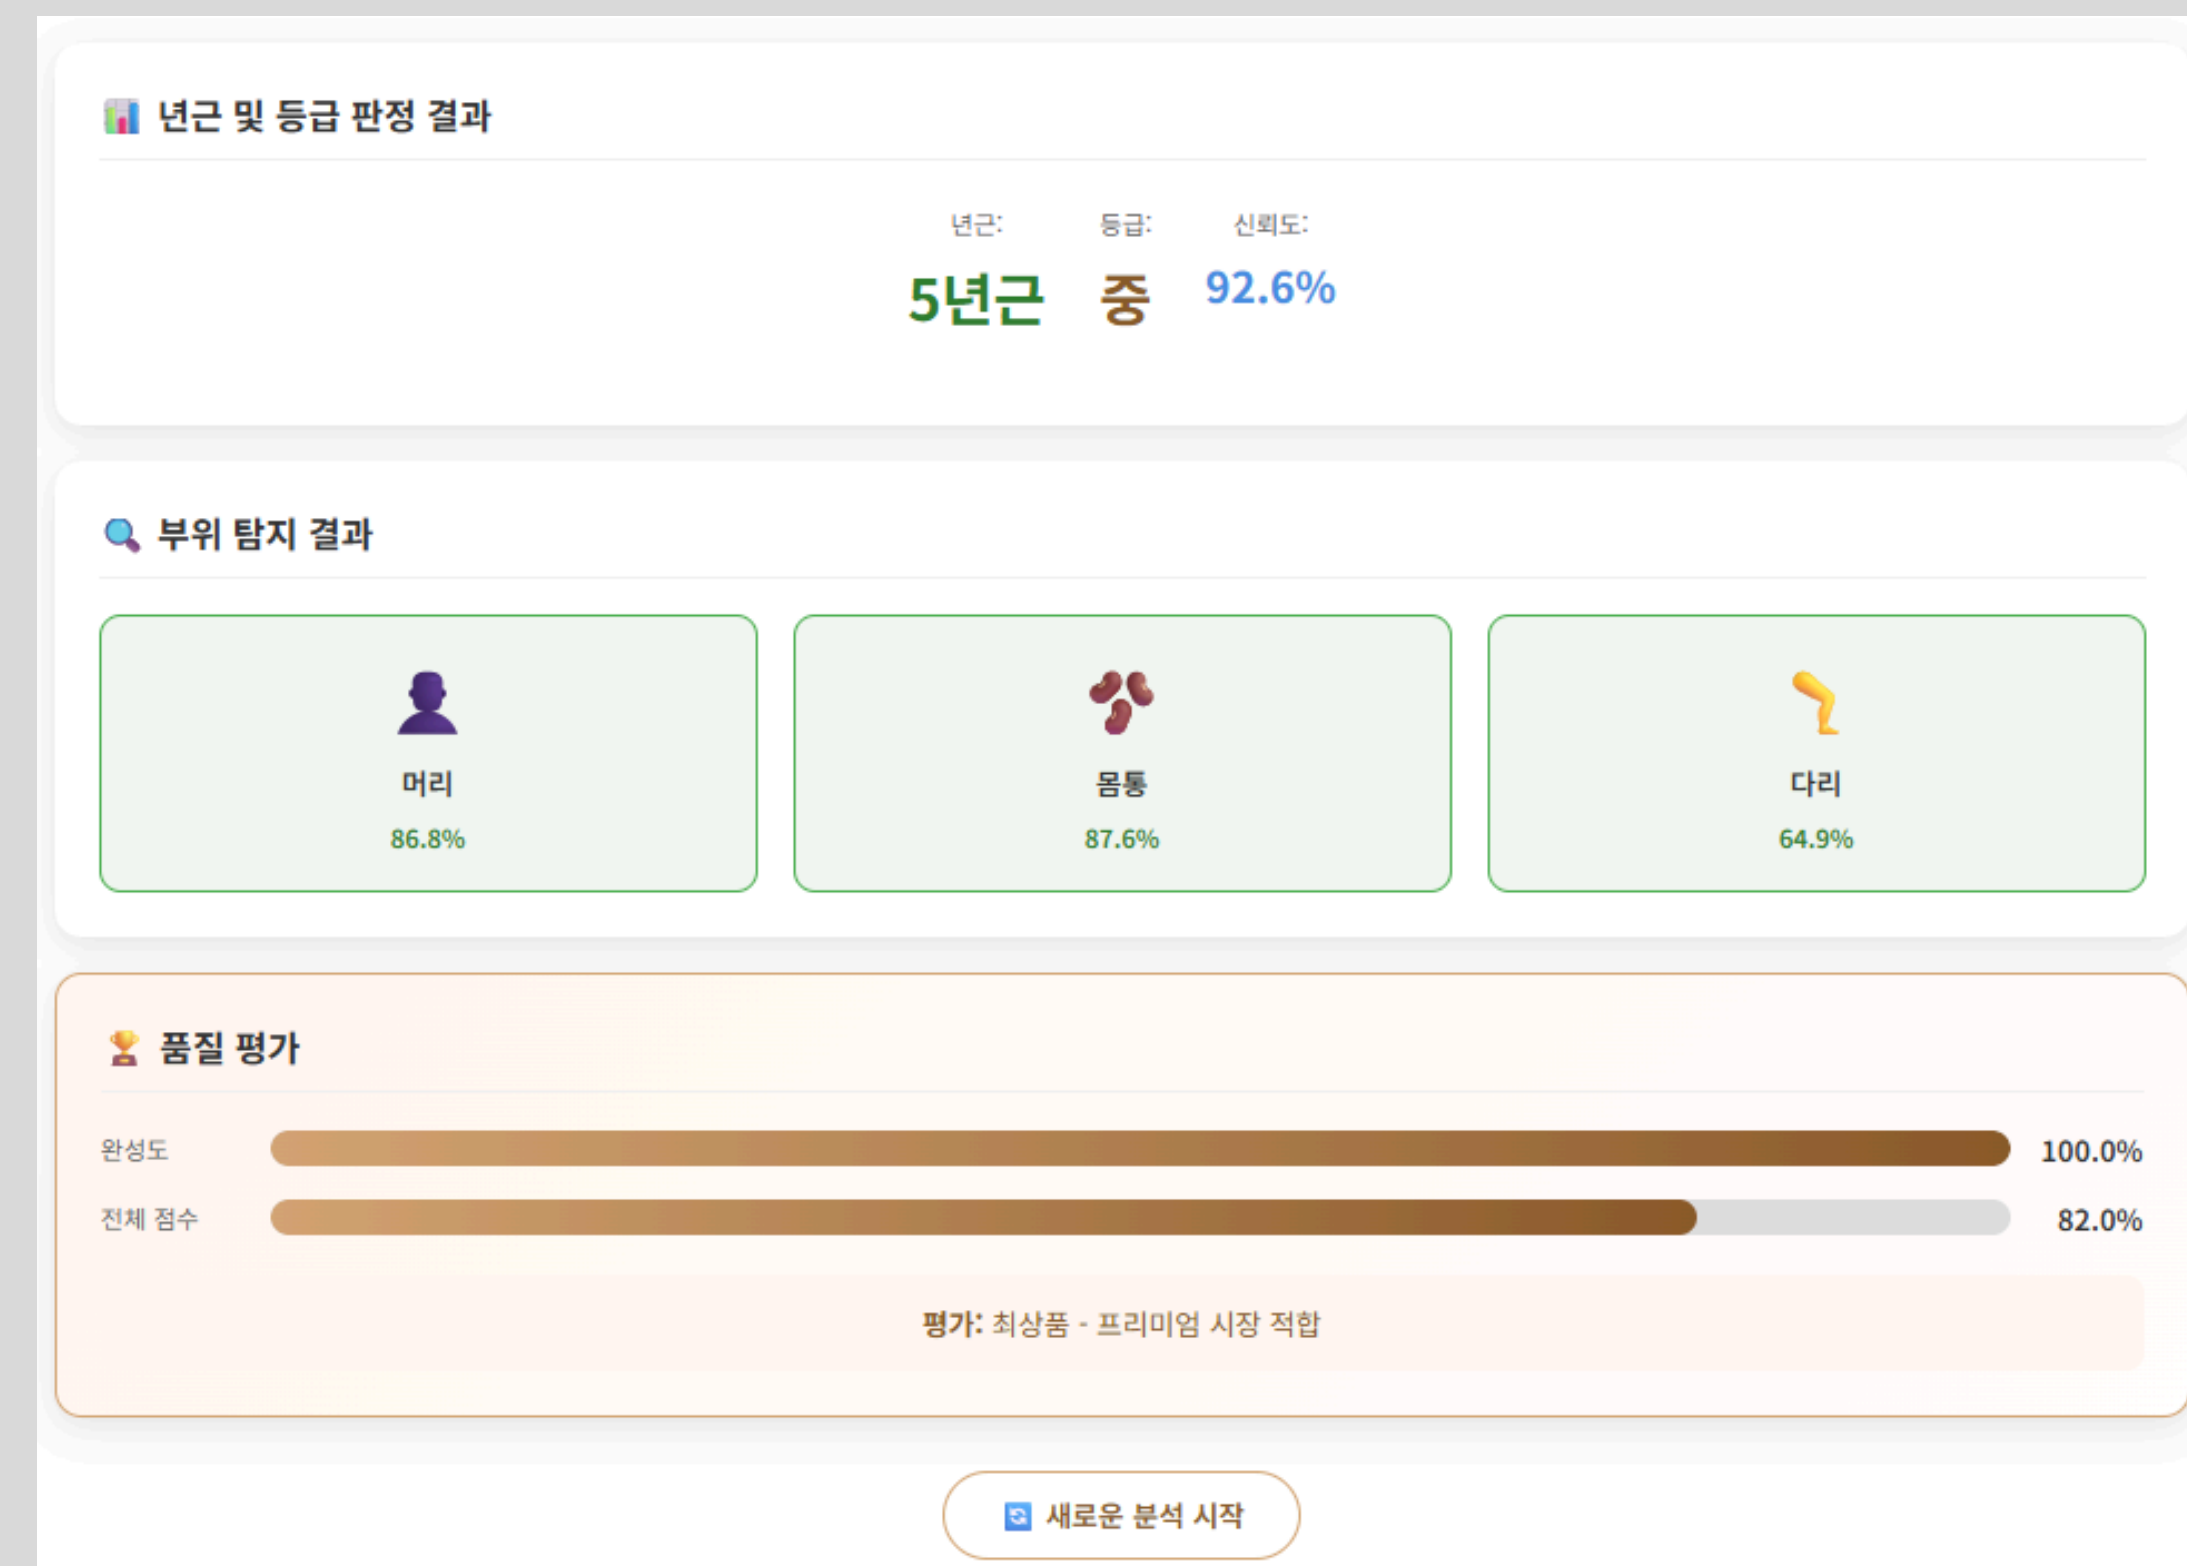 년근 및 등급 판정 결과
년근: 등급: 신뢰도:
5년근 중 92.6%
부위 탐지 결과
머리 몸통 다리
86.8% 87.6% 64.9%
품질 평가
완성도 100.0%
전체 점수 82.0%
평가: 최상품 - 프리미엄 시장 적합
새로운 분석 시작